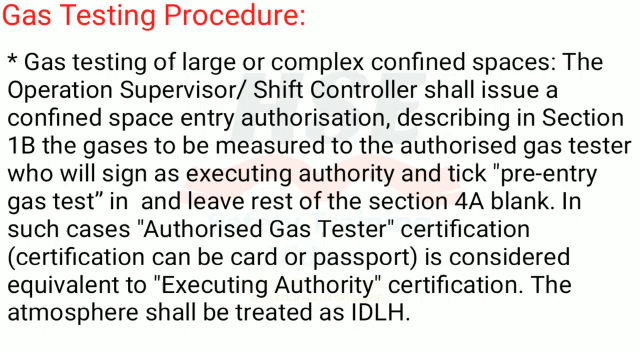 Gas Testing Procedure:
* Gas testing of large or complex confined spaces: The
Operation Supervisor/ Shift Controller shall issue a
confined space entry authorisation, describing in Section
1B the gases to be measured to the authorised gas tester
who will sign as executing authority and tick "pre-entry
gas test” in  and leave rest of the section 4A blank. In
such cases "Authorised Gas Tester" certification
(certification can be card or passport) is considered
equivalent to "Executing Authority" certification. The
atmosphere shall be treated as IDLH.
HSE